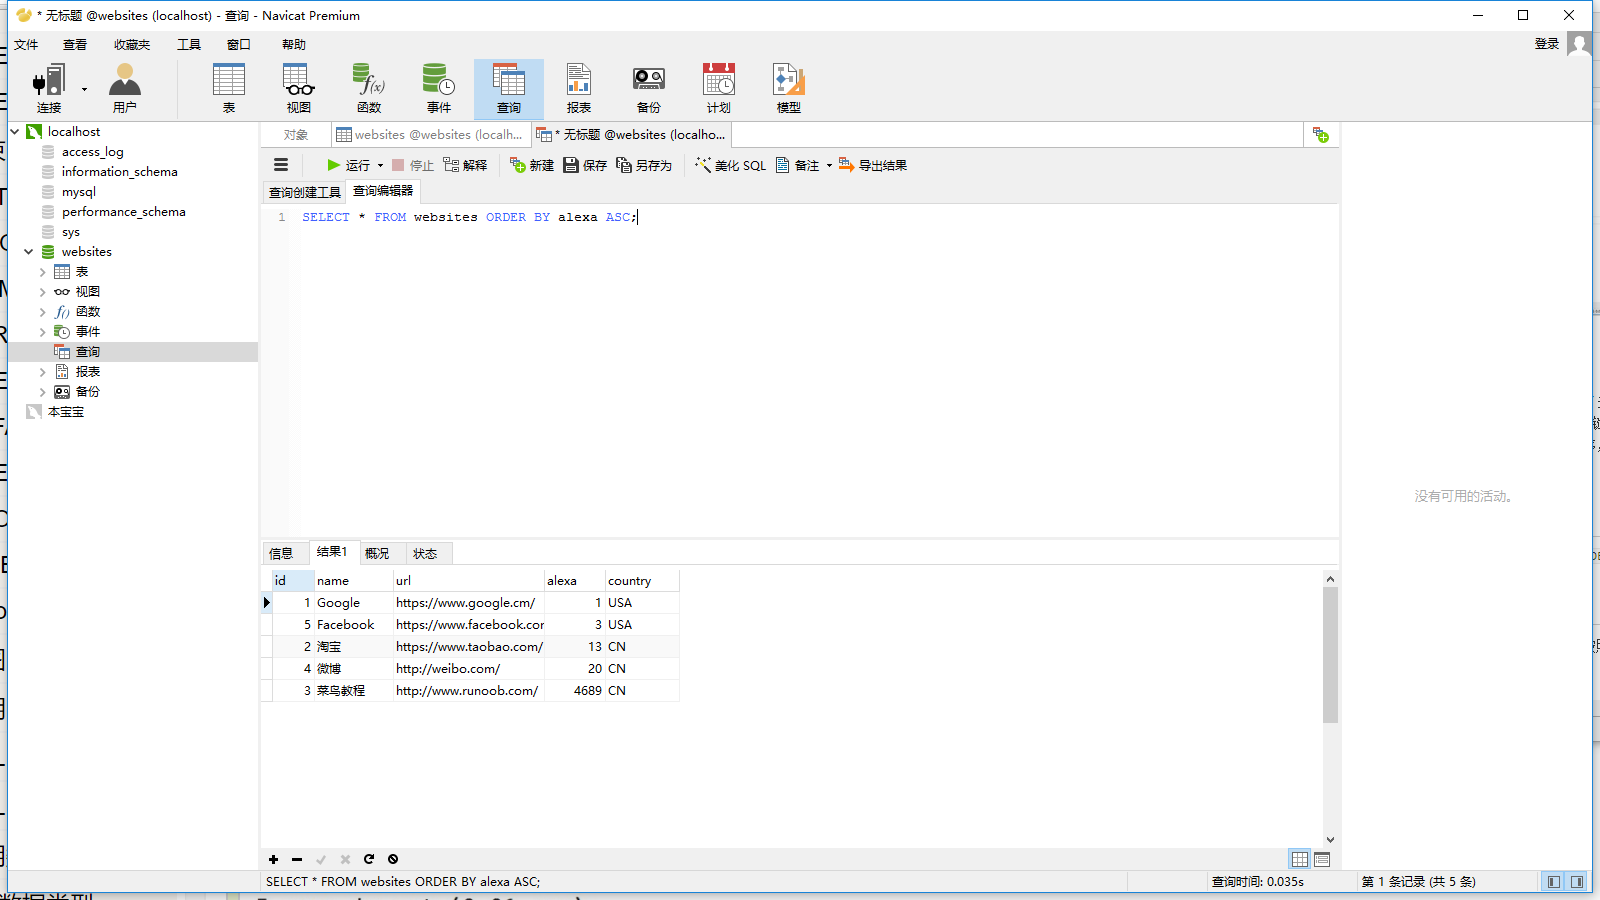 * 无标题 @websites (localhost) - 查询 - Navicat Premium
文件 查看 收藏夹 工具 窗口 帮助 登录
连接 用户 表 视图 函数 事件 查询 报表 备份 计划 模型
localhost
access_log
information_schema
mysql
performance_schema
sys
websites
表
视图
函数
事件
查询
报表
备份
本宝宝
对象 websites @websites (localh... * 无标题 @websites (localho...
运行 停止 解释 新建 保存 另存为 美化 SQL 备注 导出结果
查询创建工具 查询编辑器
1 SELECT * FROM websites ORDER BY alexa ASC;
没有可用的活动。
信息 结果1 概况 状态
id name url alexa country
1 Google https://www.google.cm/ 1 USA
5 Facebook https://www.facebook.cor 3 USA
2 淘宝 https://www.taobao.com/ 13 CN
4 微博 http://weibo.com/ 20 CN
3 菜鸟教程 http://www.runoob.com/ 4689 CN
SELECT * FROM websites ORDER BY alexa ASC; 查询时间: 0.035s 第 1 条记录 (共 5 条)